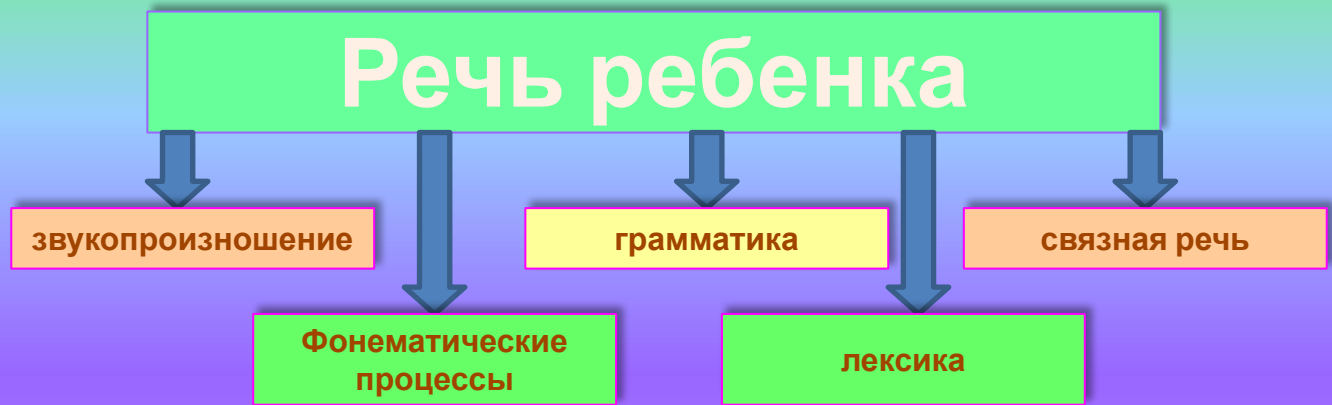 Речь ребенка
звукопроизношение
грамматика
связная речь
Фонематические
процессы
лексика